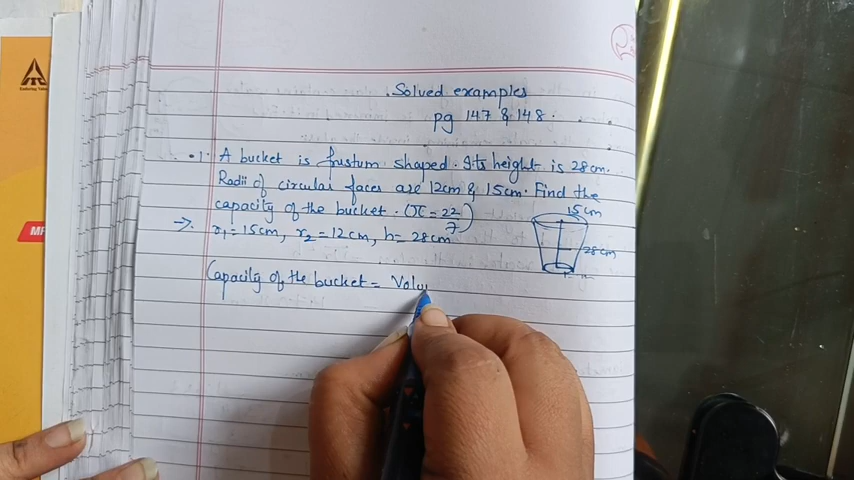 Solved examples
pg 147 & 148.
1. A bucket is frustum shaped. Its height is 28cm.
Radii of circular faces are 12cm & 15cm. Find the
capacity of the bucket. (π = 22/7)
→. r1 = 15cm, r2 = 12cm, h = 28cm
15cm
28cm
Capacity of the bucket = Volu